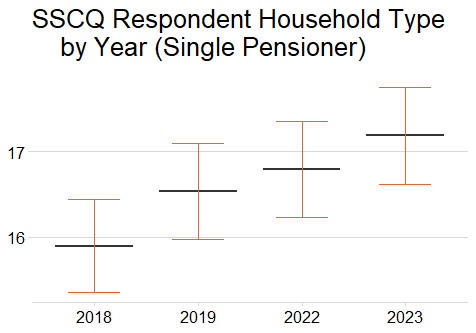 SSCQ Respondent Household Type
by Year (Single Pensioner)
17
16
2018 2019 2022 2023